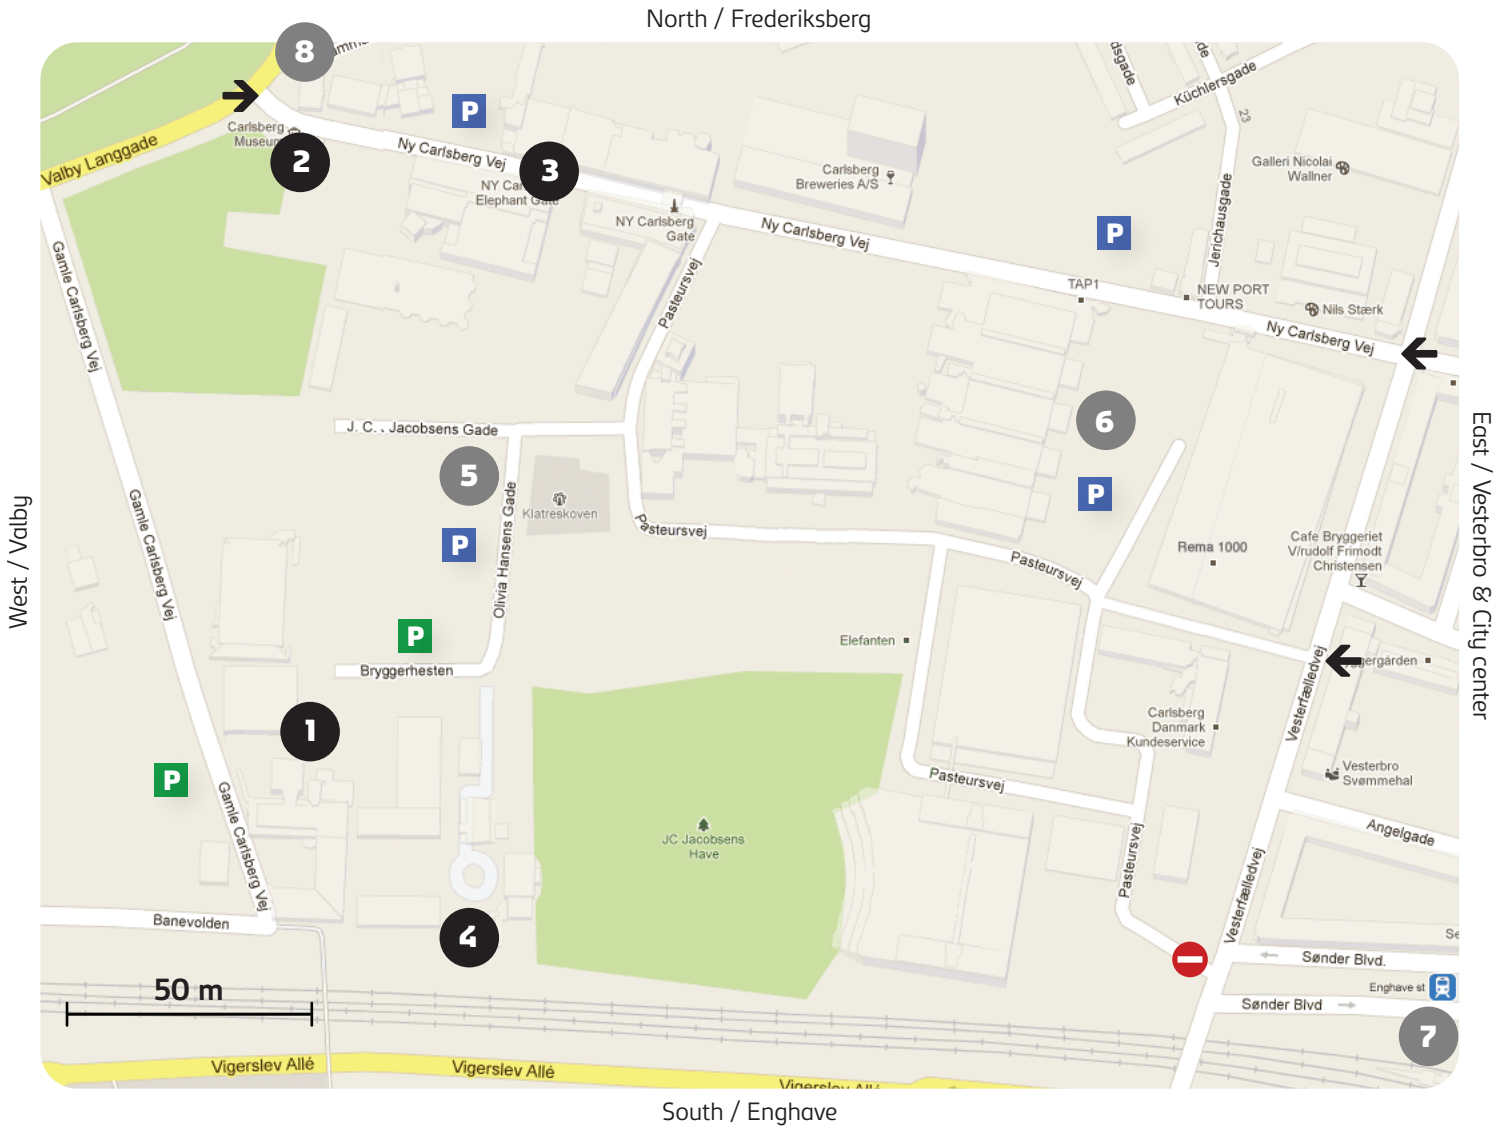 North / Frederiksberg
8
Küchlersgade
23
Valby Langgade
Carlsberg
Museum
2
P
Ny Carlsberg Vej
3
NY Carlsberg
Gate
Carlsberg
Breweries A/S
Ny Carlsberg Vej
P
Jerichausgade
Galleri Nicolai
Wallner
TAP1
NEW PORT
TOURS
Nils Stærk
Ny Carlsberg Vej
Gamle Carlsberg Vej
Pasteursvej
J. C. Jacobsens Gade
5
P
Klatreskoven
Olivia Hansens Gade
Pasteursvej
6
P
Pasteursvej
Rema 1000
Cafe Bryggeriet
V/rudolf Frimodt
Christensen
West / Valby
East / Vesterbro & City center
Gamle Carlsberg Vej
P
Bryggerhesten
Elefanten
1
P
Gamle Carlsberg Vej
Carlsberg
Danmark
Kundeservice
Vesterfælledvej
Vesterbro
Svømmehal
Pasteursvej
JC Jacobsens
Have
Pasteursvej
Angelgade
Vesterfælledvej
Banevolden
4
Sønder Blvd.
Enghave st
Sønder Blvd
7
50 m
Vigerslev Allé
Vigerslev Allé
Vigerslev Allé
South / Enghave